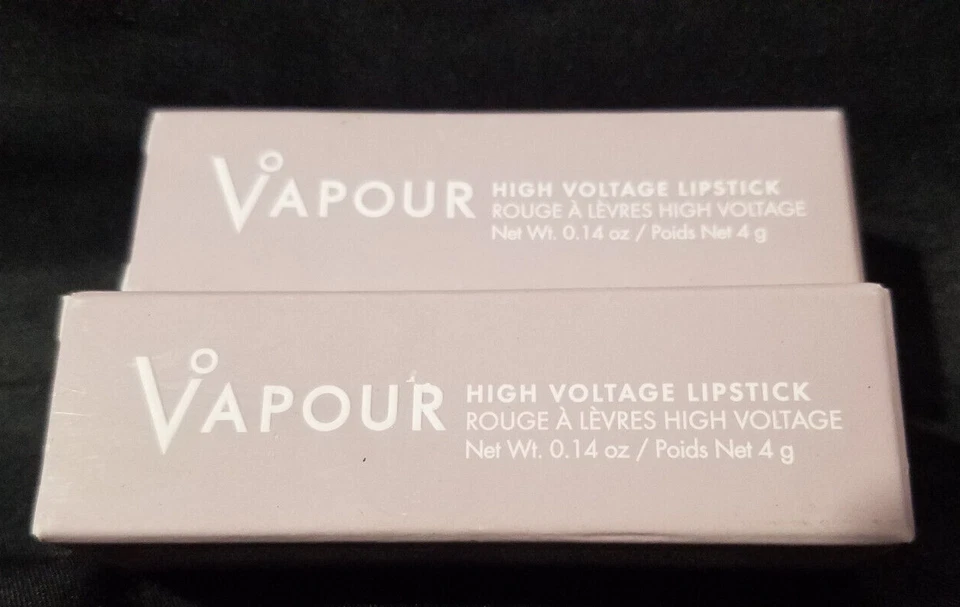 VAPOUR
HIGH VOLTAGE LIPSTICK
ROUGE À LÈVRES HIGH VOLTAGE
Net Wt. 0.14 oz / Poids Net 4 g
VAPOUR
HIGH VOLTAGE LIPSTICK
ROUGE À LÈVRES HIGH VOLTAGE
Net Wt. 0.14 oz / Poids Net 4 g